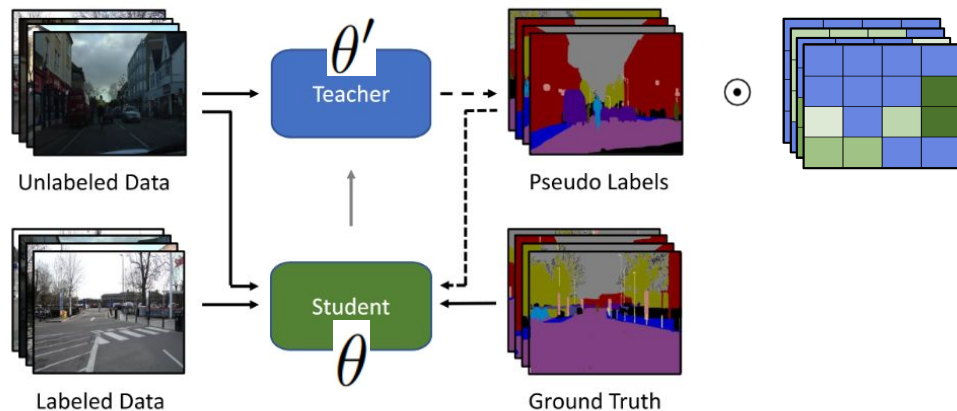 θ′
Teacher
Unlabeled Data
Pseudo Labels
Student
θ
Labeled Data
Ground Truth